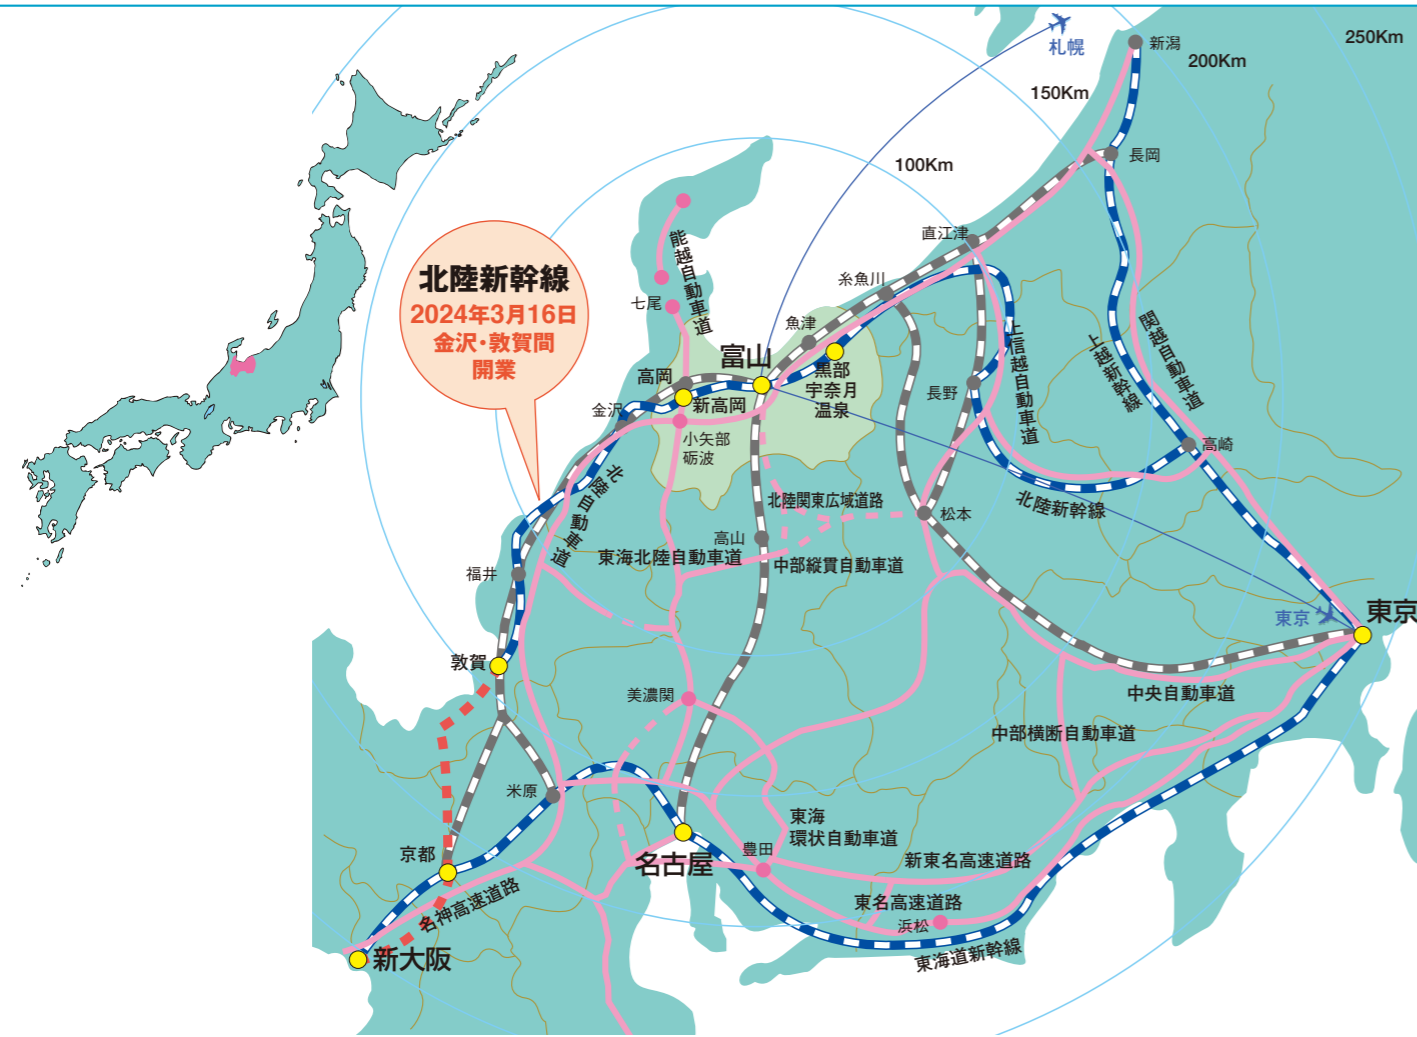 250Km
札幌
新潟
200Km
150Km
長岡
100Km
直江津
能越自動車道
糸魚川
北陸新幹線
2024年3月16日
金沢・敦賀間
開業
七尾
魚津
上信越自動車道
上越新幹線
関越自動車道
富山
黒部
宇奈月
温泉
高岡
新高岡
金沢
長野
小矢部
砺波
高崎
北陸自動車道
北陸関東広域道路
北陸新幹線
松本
高山
東海北陸自動車道
中部縦貫自動車道
福井
東京
東京
敦賀
美濃関
中央自動車道
中部横断自動車道
米原
東海
環状自動車道
京都
名古屋
豊田
新東名高速道路
名神高速道路
東名高速道路
浜松
新大阪
東海道新幹線